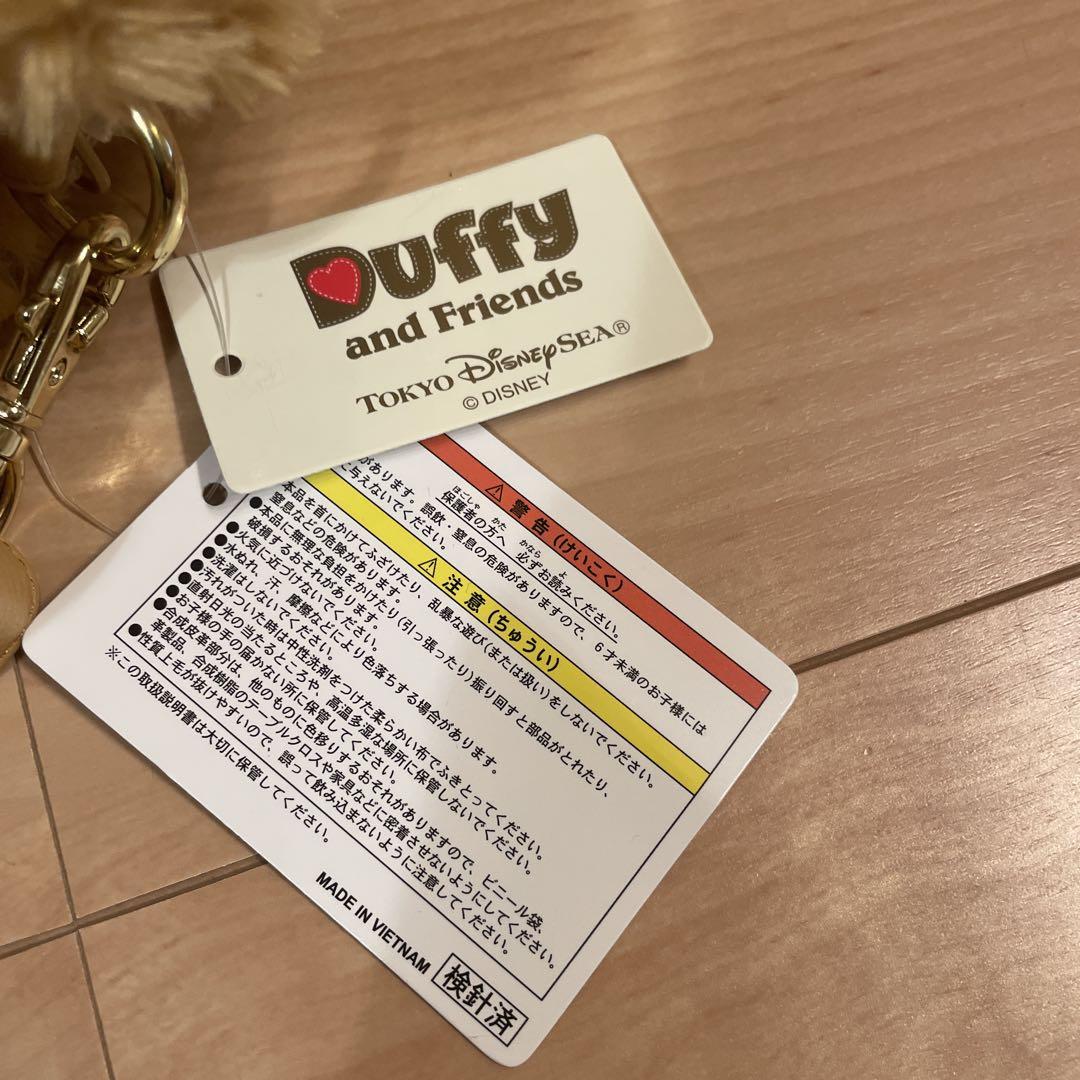 Duffy
and Friends
TOKYO DisneySEA®
© DISNEY
⚠ 警告(けいこく)
保護者の方へ 必ずお読みください。
ほごしゃ かた かなら よ
誤飲、窒息の危険がありますので、6才未満のお子様には
与えないでください。
⚠ 注意(ちゅうい)
があります。
●本品を首にかけてふざけたり、乱暴な遊び(または扱い)をしないでください。
窒息などの危険があります。
●本品に無理な負担をかけたり(引っ張ったり)振り回すと部品がとれたり、
破損するおそれがあります。
●火気に近づけないでください。
●水ぬれ、汗、摩擦などにより色落ちする場合があります。
●洗濯はしないでください。
●汚れがついた時は中性洗剤をつけた柔らかい布でふきとってください。
●直射日光の当たるところや、高温多湿な場所に保管しないでください。
●お子様の手の届かない所に保管してください。
●合成皮革部分は、他のものに色移りするおそれがありますので、ビニール袋、
革製品、合成樹脂のテーブルクロスや家具などに密着させないようにしてください。
●性質上毛が抜けやすいので、誤って飲み込まないように注意してください。
※この取扱説明書は大切に保管してください。
MADE IN VIETNAM
検針済